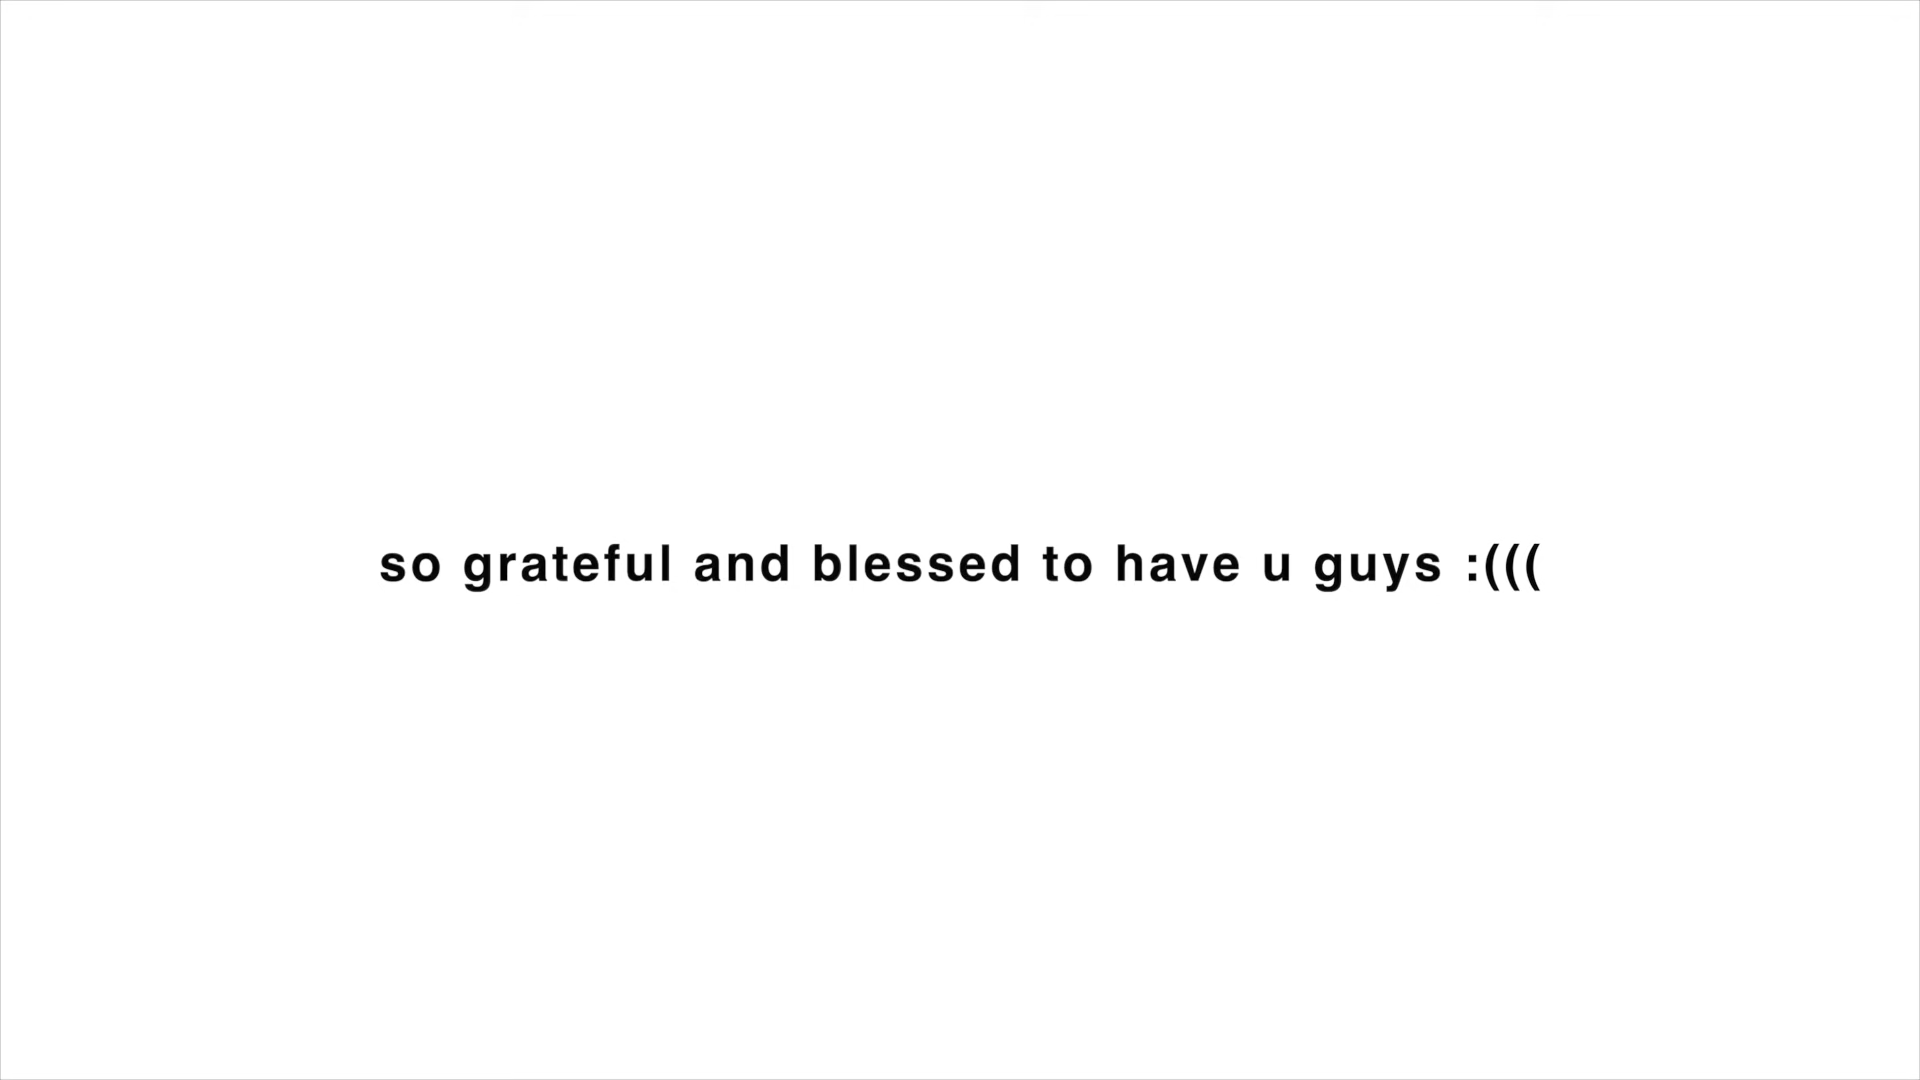 so grateful and blessed to have u guys :(((